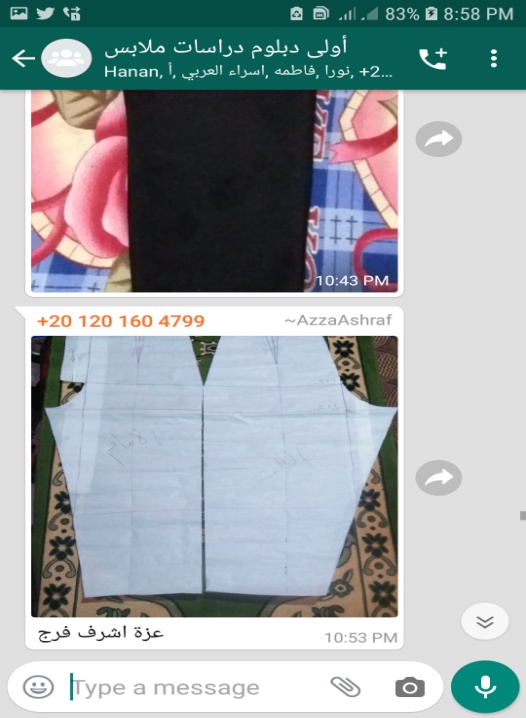 83% 8:58 PM
أولى دبلوم دراسات ملابس
Hanan, نورا ,فاطمه ,اسراء العربي ,أ, +2...
10:43 PM
+20 120 160 4799 ~AzzaAshraf
الأمام
عزة اشرف فرج
10:53 PM
Type a message